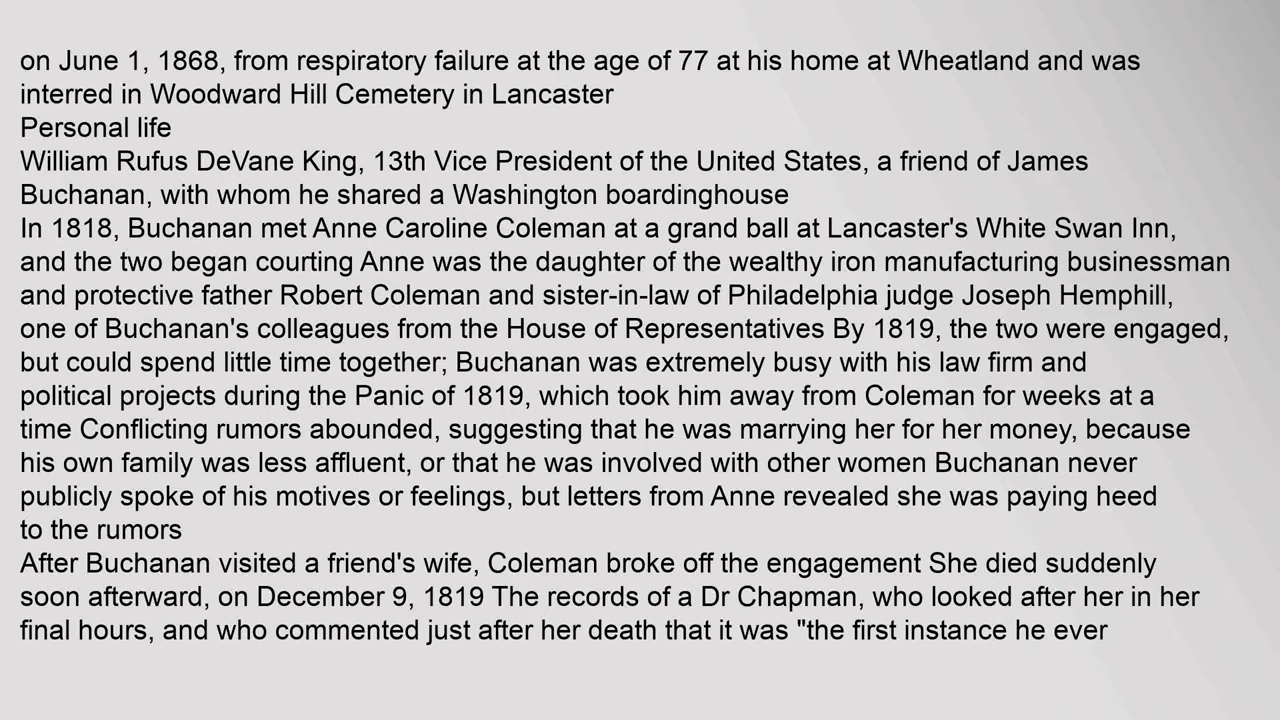 on June 1, 1868, from respiratory failure at the age of 77 at his home at Wheatland and was
interred in Woodward Hill Cemetery in Lancaster
Personal life
William Rufus DeVane King, 13th Vice President of the United States, a friend of James
Buchanan, with whom he shared a Washington boardinghouse
In 1818, Buchanan met Anne Caroline Coleman at a grand ball at Lancaster's White Swan Inn,
and the two began courting Anne was the daughter of the wealthy iron manufacturing businessman
and protective father Robert Coleman and sister-in-law of Philadelphia judge Joseph Hemphill,
one of Buchanan's colleagues from the House of Representatives By 1819, the two were engaged,
but could spend little time together; Buchanan was extremely busy with his law firm and
political projects during the Panic of 1819, which took him away from Coleman for weeks at a
time Conflicting rumors abounded, suggesting that he was marrying her for her money, because
his own family was less affluent, or that he was involved with other women Buchanan never
publicly spoke of his motives or feelings, but letters from Anne revealed she was paying heed
to the rumors
After Buchanan visited a friend's wife, Coleman broke off the engagement She died suddenly
soon afterward, on December 9, 1819 The records of a Dr Chapman, who looked after her in her
final hours, and who commented just after her death that it was "the first instance he ever